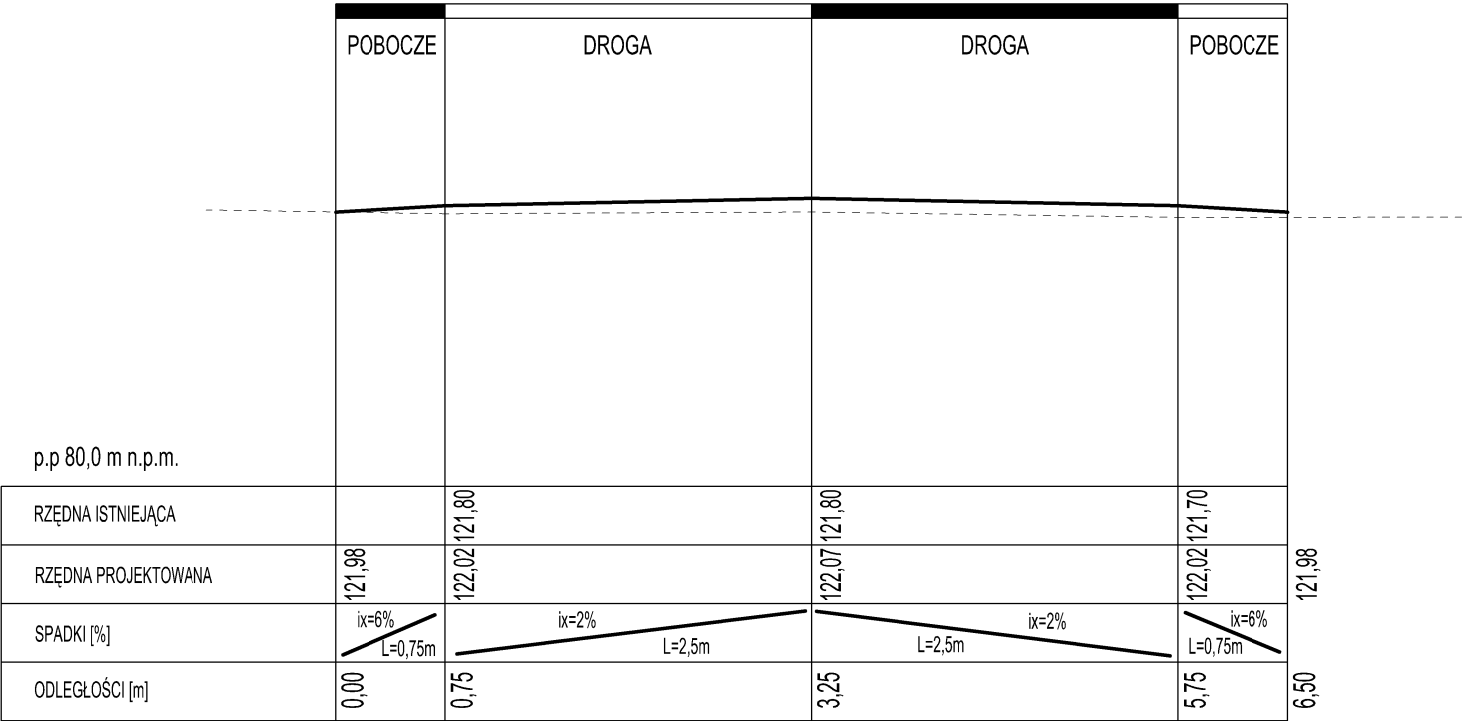 POBOCZE DROGA DROGA POBOCZE
p.p 80,0 m n.p.m.
RZĘDNA ISTNIEJĄCA 121,80 121,80 121,70
RZĘDNA PROJEKTOWANA 121,98 122,02 122,07 122,02 121,98
SPADKI [%] ix=6% L=0,75m ix=2% L=2,5m ix=2% L=2,5m ix=6% L=0,75m
ODLEGŁOŚCI [m] 0,00 0,75 3,25 5,75 6,50